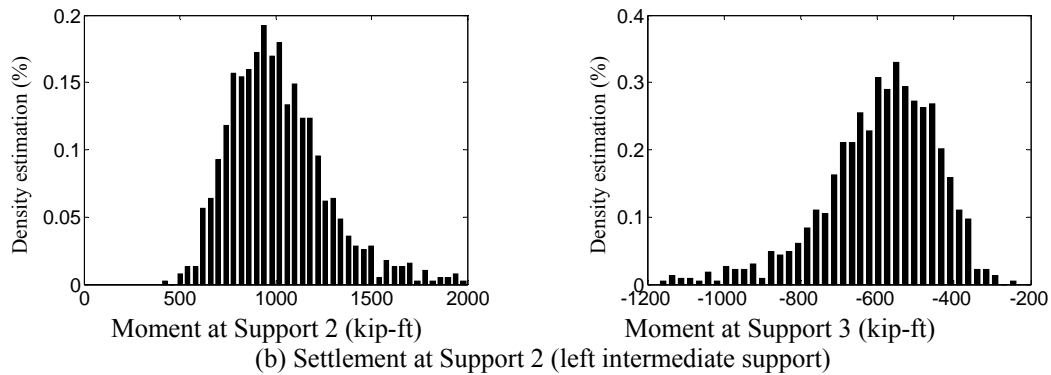 0.2
0.15
0.1
0.05
0
Density estimation (%)
0 500 1000 1500 2000
Moment at Support 2 (kip-ft)
0.4
0.3
0.2
0.1
0
Density estimation (%)
-1200 -1000 -800 -600 -400 -200
Moment at Support 3 (kip-ft)
(b) Settlement at Support 2 (left intermediate support)